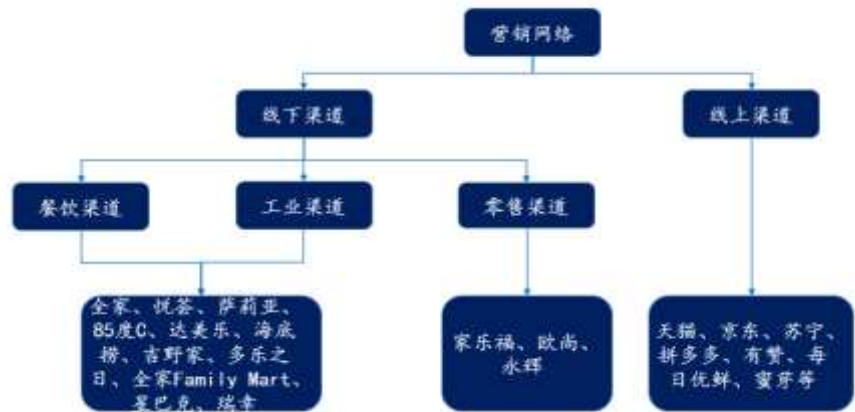 营销网络
线下渠道
线上渠道
餐饮渠道
工业渠道
零售渠道
全家、悦荟、萨莉亚、
85度C、达美乐、海底
捞、吉野家、多乐之
日、全家Family Mart、
星巴克、瑞幸
家乐福、欧尚、
永辉
天猫、京东、苏宁、
拼多多、有赞、每
日优鲜、蜜芽等